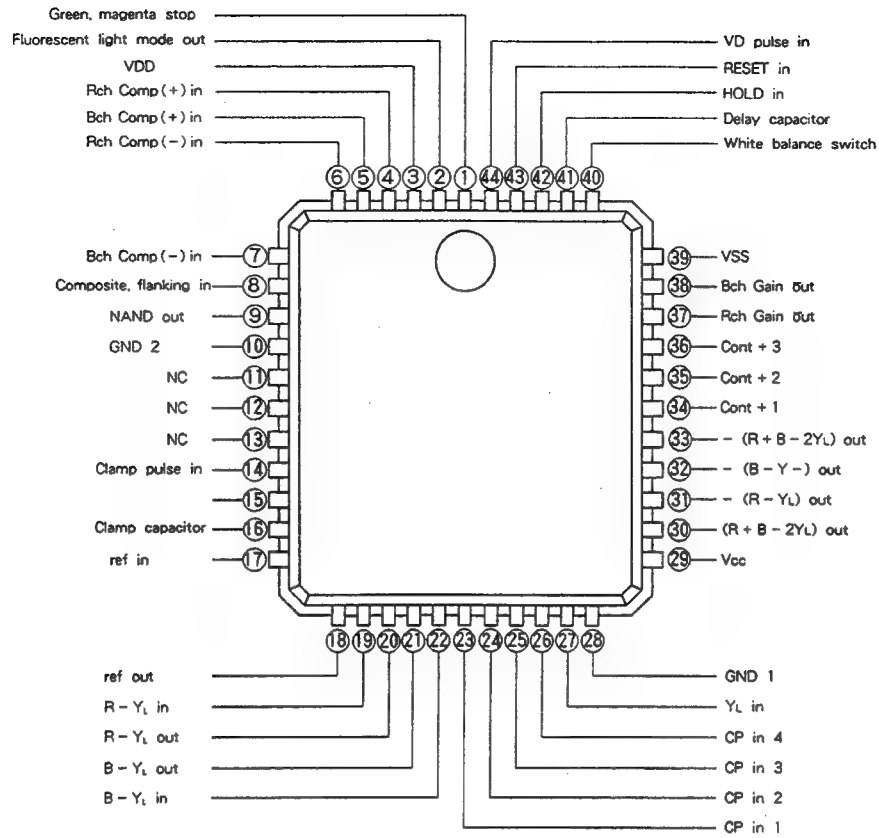 Green, magenta stop
Fluorescent light mode out
VDD
Rch Comp(+) in
Bch Comp(+) in
Rch Comp(−) in
VD pulse in
RESET in
HOLD in
Delay capacitor
White balance switch
6 5 4 3 2 1 44 43 42 41 40
Bch Comp(−) in 7
Composite, flanking in 8
NAND out 9
GND 2 10
NC 11
NC 12
NC 13
Clamp pulse in 14
15
Clamp capacitor 16
ref in 17
39 VSS
38 Bch Gain out
37 Rch Gain out
36 Cont + 3
35 Cont + 2
34 Cont + 1
33 − (R + B − 2YL) out
32 − (B − Y −) out
31 − (R − YL) out
30 (R + B − 2YL) out
29 Vcc
18 19 20 21 22 23 24 25 26 27 28
ref out
R − YL in
R − YL out
B − YL out
B − YL in
GND 1
YL in
CP in 4
CP in 3
CP in 2
CP in 1